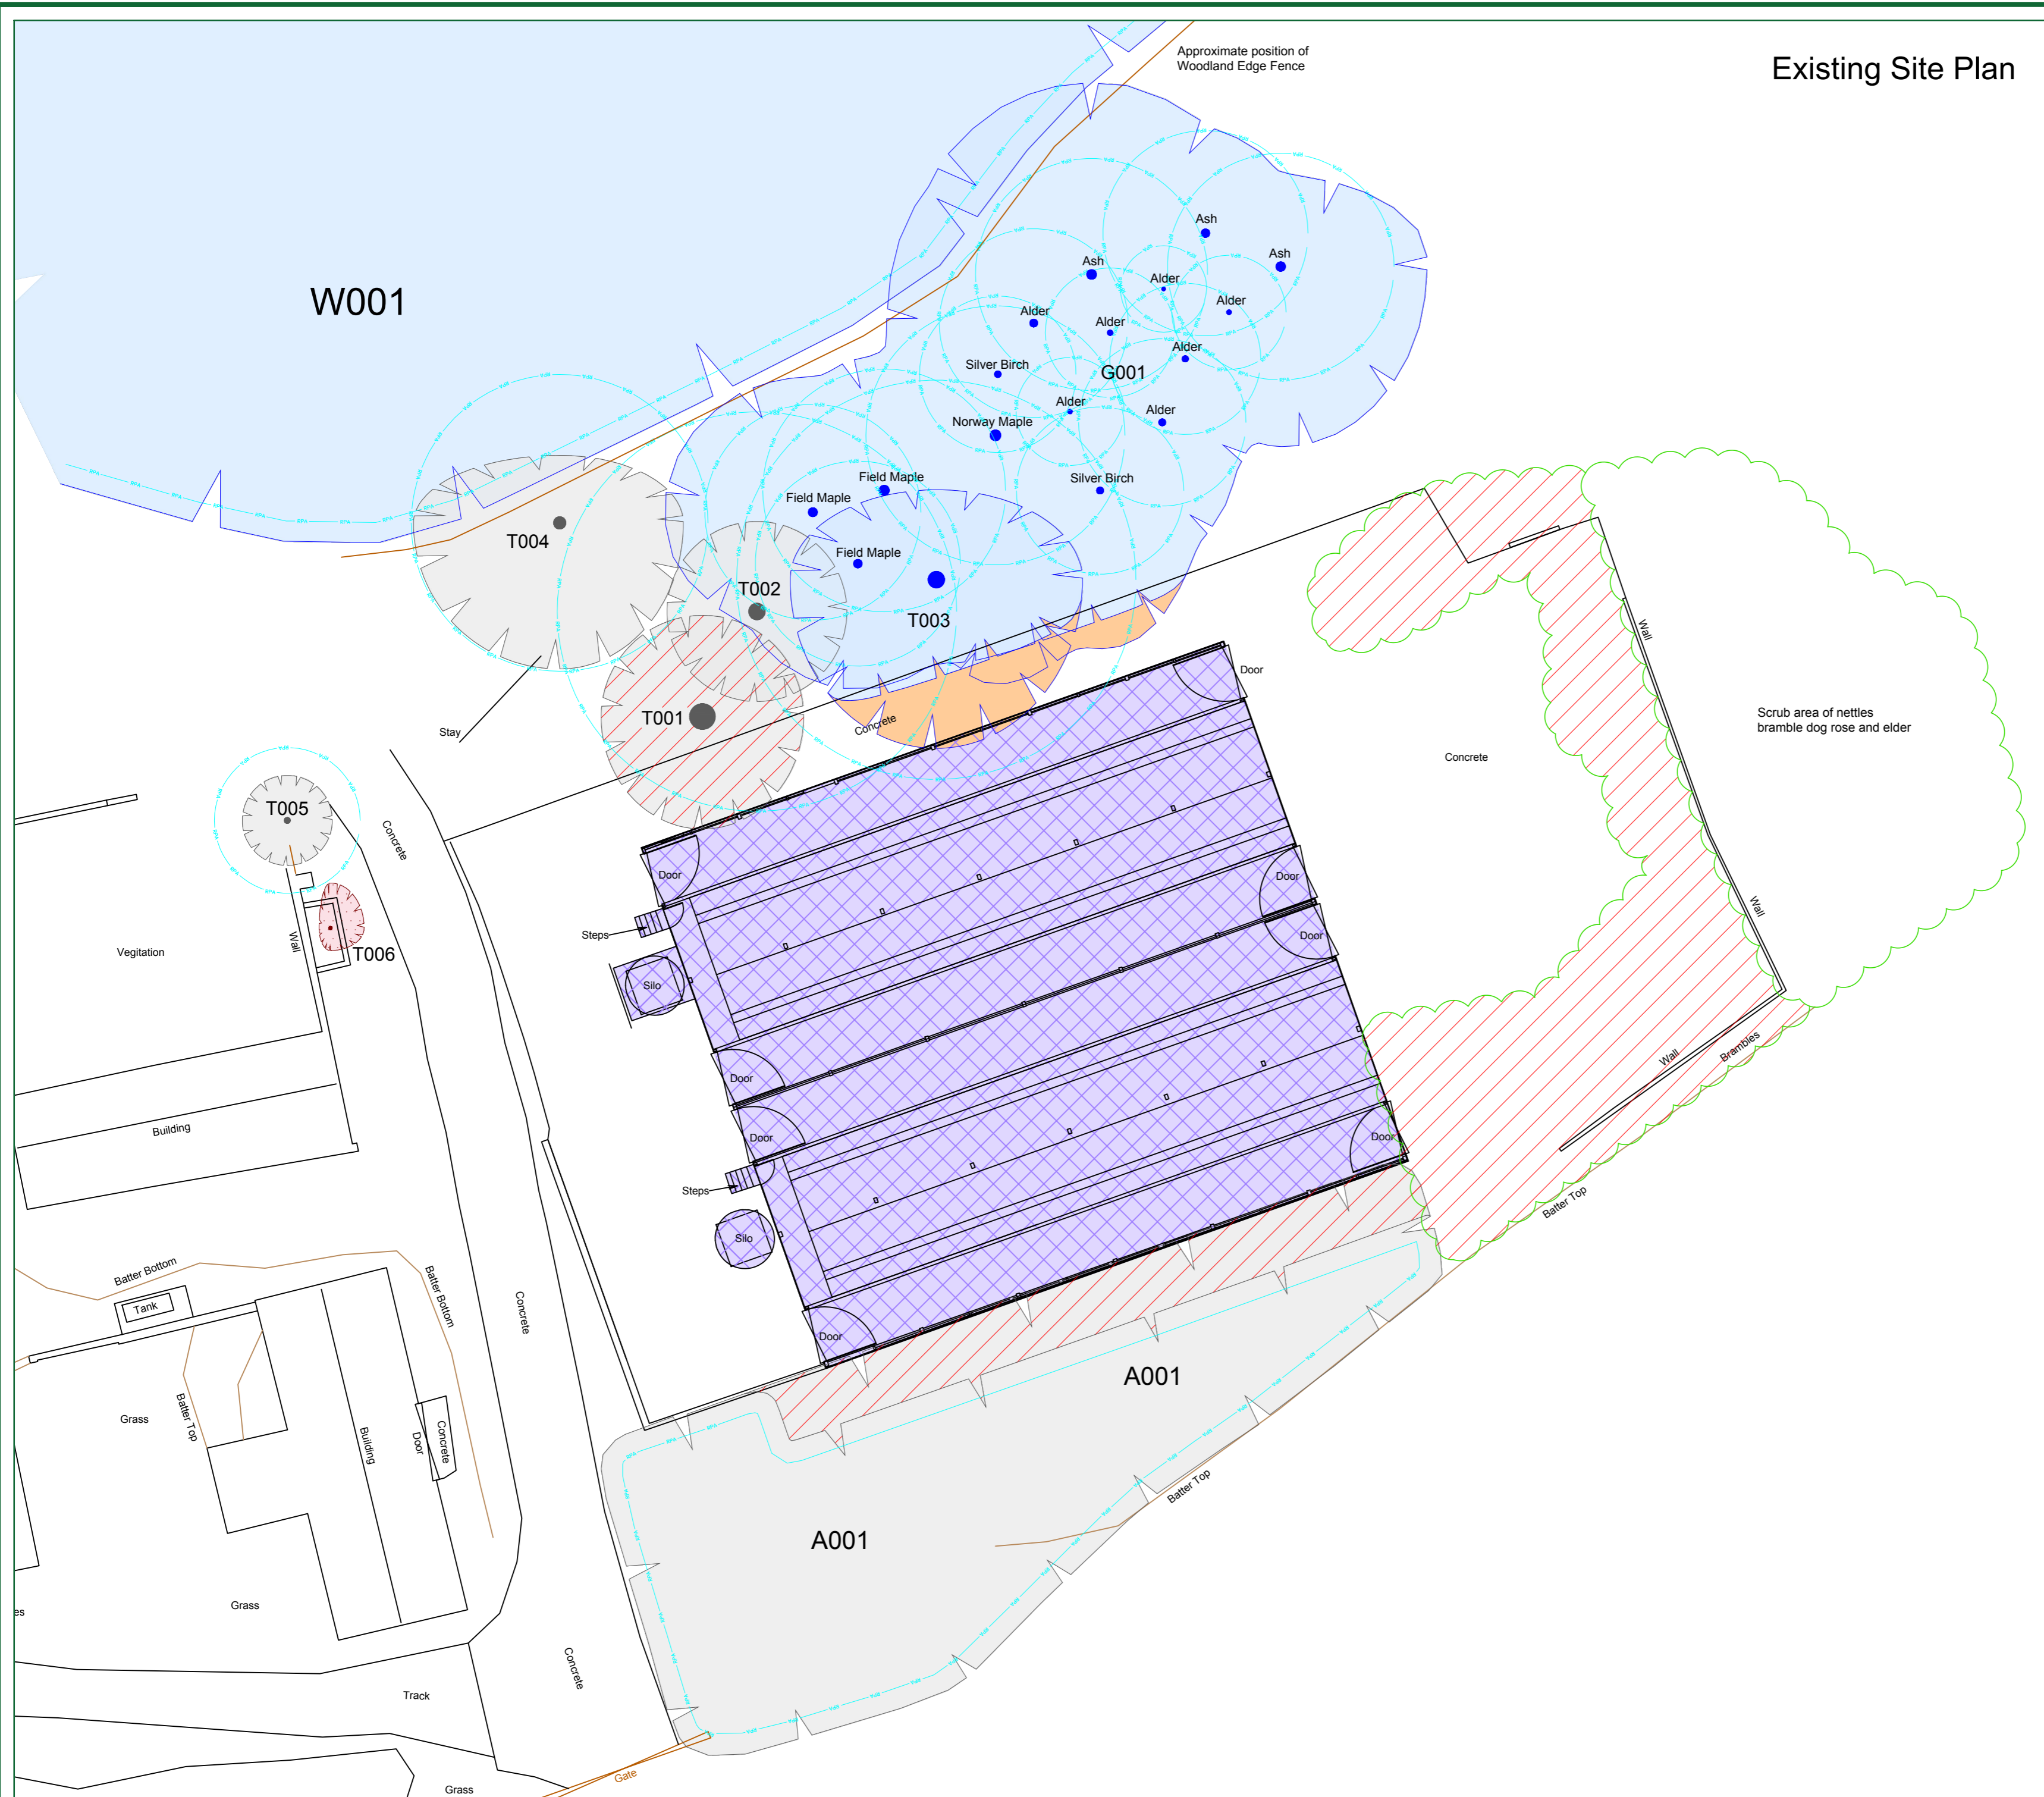 Approximate position of
Woodland Edge Fence
Existing Site Plan
W001
Ash
Ash
Ash
Alder
Alder
Alder
Alder
Alder
Silver Birch
G001
Alder
Norway Maple
Alder
Field Maple
Silver Birch
Field Maple
T004
Field Maple
T002
T003
Wall
Door
T001
Concrete
Stay
Scrub area of nettles
bramble dog rose and elder
Concrete
T005
Concrete
Door
Door
Wall
Steps
Door
Wall
T006
Vegitation
Silo
Wall
Brambles
Door
Building
Door
Door
Steps
Batter Top
Silo
Batter Bottom
Tank
Batter Bottom
Concrete
Door
A001
Grass
Batter Top
Building
Door
Concrete
Batter Top
A001
es
Grass
Concrete
Track
Gate
Grass